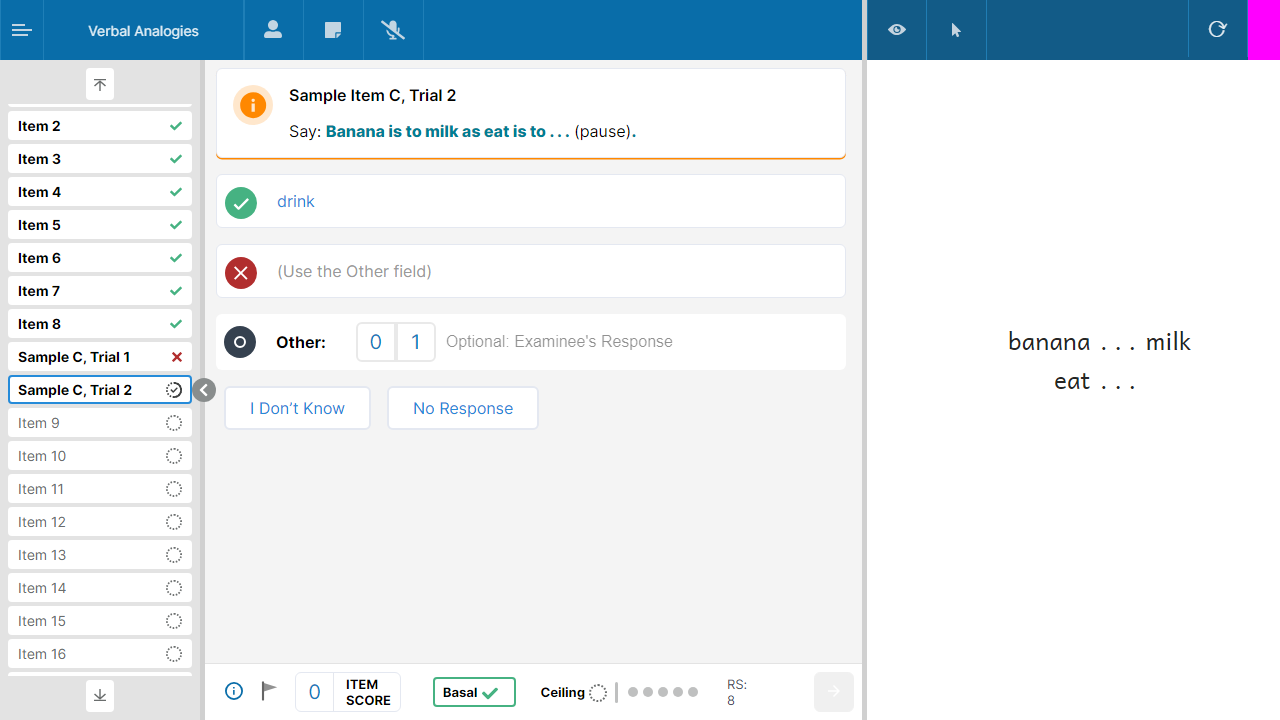 Verbal Analogies
Item 2
Item 3
Item 4
Item 5
Item 6
Item 7
Item 8
Sample C, Trial 1
Sample C, Trial 2
Item 9
Item 10
Item 11
Item 12
Item 13
Item 14
Item 15
Item 16
Sample Item C, Trial 2
Say: Banana is to milk as eat is to . . . (pause).
drink
(Use the Other field)
Other: 0 1 Optional: Examinee's Response
I Don’t Know No Response
0 ITEM SCORE Basal Ceiling RS: 8
banana . . . milk
eat . . .